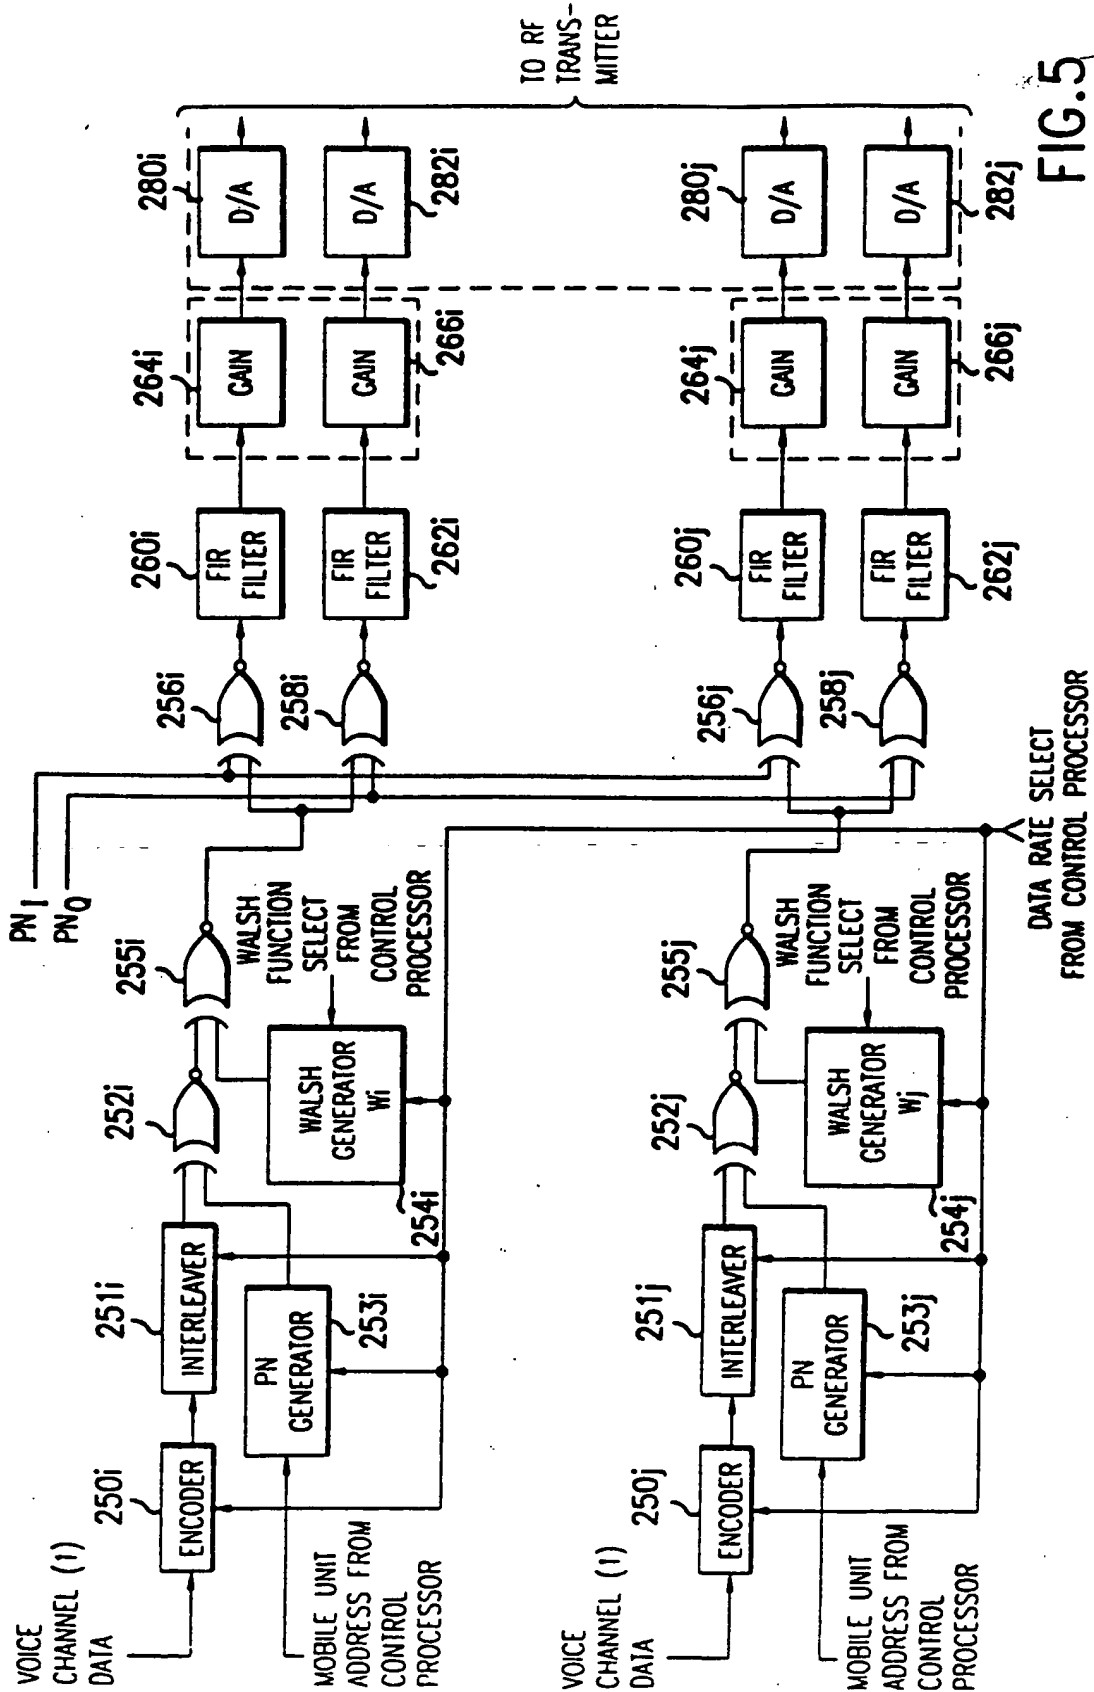 VOICE
CHANNEL (1)
DATA
250i
ENCODER
251i
INTERLEAVER
252i
255i
MOBILE UNIT
ADDRESS FROM
CONTROL
PROCESSOR
PN
GENERATOR
253i
WALSH
GENERATOR
Wi
254i
WALSH
FUNCTION
SELECT
FROM
CONTROL
PROCESSOR
PNI
PNQ
256i
258i
260i
FIR
FILTER
FIR
FILTER
262i
264i
GAIN
GAIN
266i
280i
D/A
D/A
282i
TO RF
TRANS-
MITTER
VOICE
CHANNEL (1)
DATA
250j
ENCODER
251j
INTERLEAVER
252j
255j
MOBILE UNIT
ADDRESS FROM
CONTROL
PROCESSOR
PN
GENERATOR
253j
WALSH
GENERATOR
Wj
254j
WALSH
FUNCTION
SELECT
FROM
CONTROL
PROCESSOR
256j
258j
260j
FIR
FILTER
FIR
FILTER
262j
264j
GAIN
GAIN
266j
280j
D/A
D/A
282j
DATA RATE SELECT
FROM CONTROL PROCESSOR
FIG.5